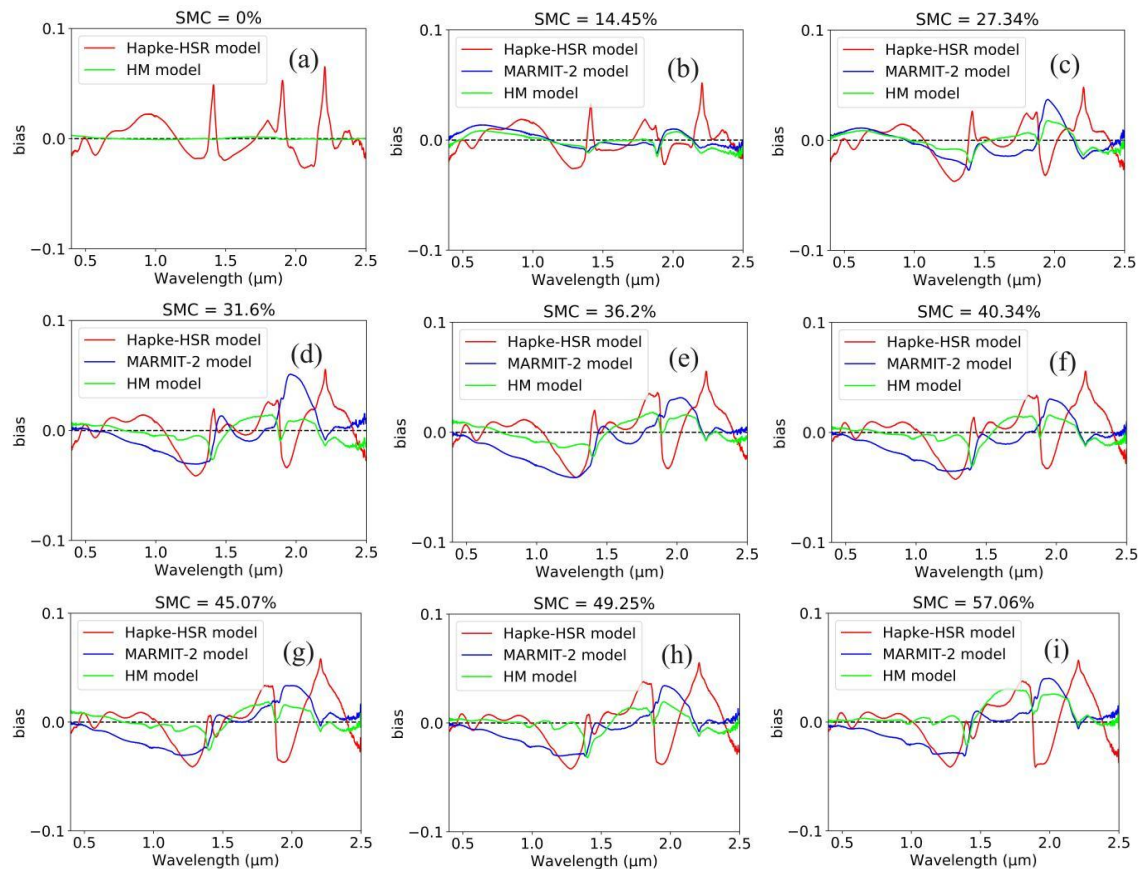 SMC = 0%
0.1
Hapke-HSR model
HM model
(a)
bias
0.0
−0.1
0.5 1.0 1.5 2.0 2.5
Wavelength (μm)
SMC = 14.45%
0.1
Hapke-HSR model
MARMIT-2 model
HM model
(b)
bias
0.0
−0.1
0.5 1.0 1.5 2.0 2.5
Wavelength (μm)
SMC = 27.34%
0.1
Hapke-HSR model
MARMIT-2 model
HM model
(c)
bias
0.0
−0.1
0.5 1.0 1.5 2.0 2.5
Wavelength (μm)
SMC = 31.6%
0.1
Hapke-HSR model
MARMIT-2 model
HM model
(d)
bias
0.0
−0.1
0.5 1.0 1.5 2.0 2.5
Wavelength (μm)
SMC = 36.2%
0.1
Hapke-HSR model
MARMIT-2 model
HM model
(e)
bias
0.0
−0.1
0.5 1.0 1.5 2.0 2.5
Wavelength (μm)
SMC = 40.34%
0.1
Hapke-HSR model
MARMIT-2 model
HM model
(f)
bias
0.0
−0.1
0.5 1.0 1.5 2.0 2.5
Wavelength (μm)
SMC = 45.07%
0.1
Hapke-HSR model
MARMIT-2 model
HM model
(g)
bias
0.0
−0.1
0.5 1.0 1.5 2.0 2.5
Wavelength (μm)
SMC = 49.25%
0.1
Hapke-HSR model
MARMIT-2 model
HM model
(h)
bias
0.0
−0.1
0.5 1.0 1.5 2.0 2.5
Wavelength (μm)
SMC = 57.06%
0.1
Hapke-HSR model
MARMIT-2 model
HM model
(i)
bias
0.0
−0.1
0.5 1.0 1.5 2.0 2.5
Wavelength (μm)